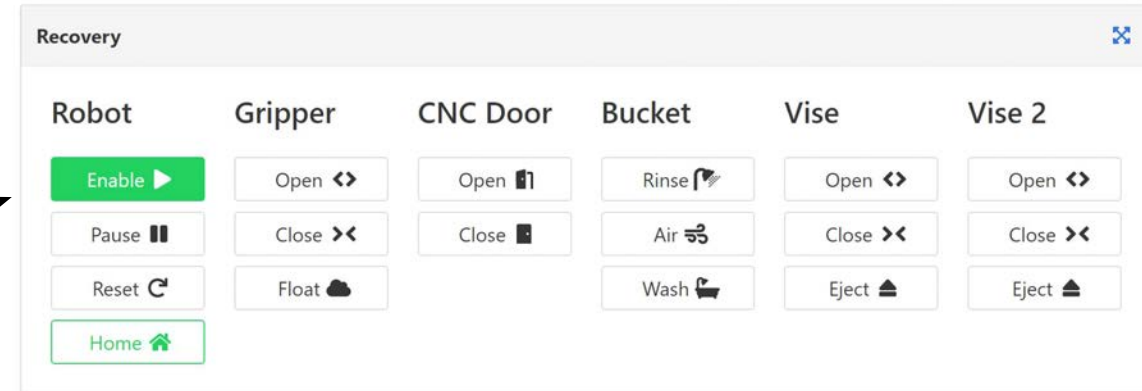 Recovery
Robot Gripper CNC Door Bucket Vise Vise 2
Enable Open Open Rinse Open Open
Pause Close Close Air Close Close
Reset Float Wash Eject Eject
Home